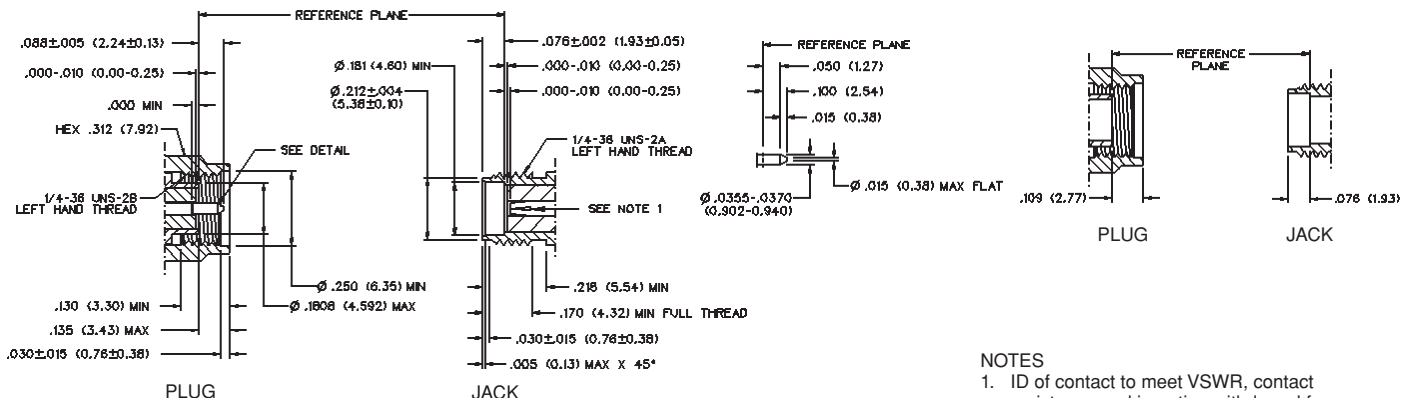 REFERENCE PLANE
.088±.005 (2.24±0.13)
.000-.010 (0.00-0.25)
.000 MIN
HEX .312 (7.92)
SEE DETAIL
1/4-36 UNS-2B
LEFT HAND THREAD
.130 (3.30) MIN
.135 (3.43) MAX
.030±.015 (0.76±0.38)
Ø.250 (6.35) MIN
Ø.1808 (4.592) MAX
PLUG
.076±.002 (1.93±0.05)
Ø.181 (4.60) MIN
.000-.010 (0.00-0.25)
Ø.212±.004
(5.38±0.10)
.000-.010 (0.00-0.25)
1/4-36 UNS-2A
LEFT HAND THREAD
SEE NOTE 1
.218 (5.54) MIN
.170 (4.32) MIN FULL THREAD
.030±.015 (0.76±0.38)
.005 (0.13) MAX X 45°
JACK
REFERENCE PLANE
.050 (1.27)
.100 (2.54)
.015 (0.38)
Ø.015 (0.38) MAX FLAT
Ø.0355-.0370
(0.902-0.940)
REFERENCE
PLANE
.109 (2.77)
.076 (1.93)
PLUG
JACK
NOTES
1. ID of contact to meet VSWR, contact